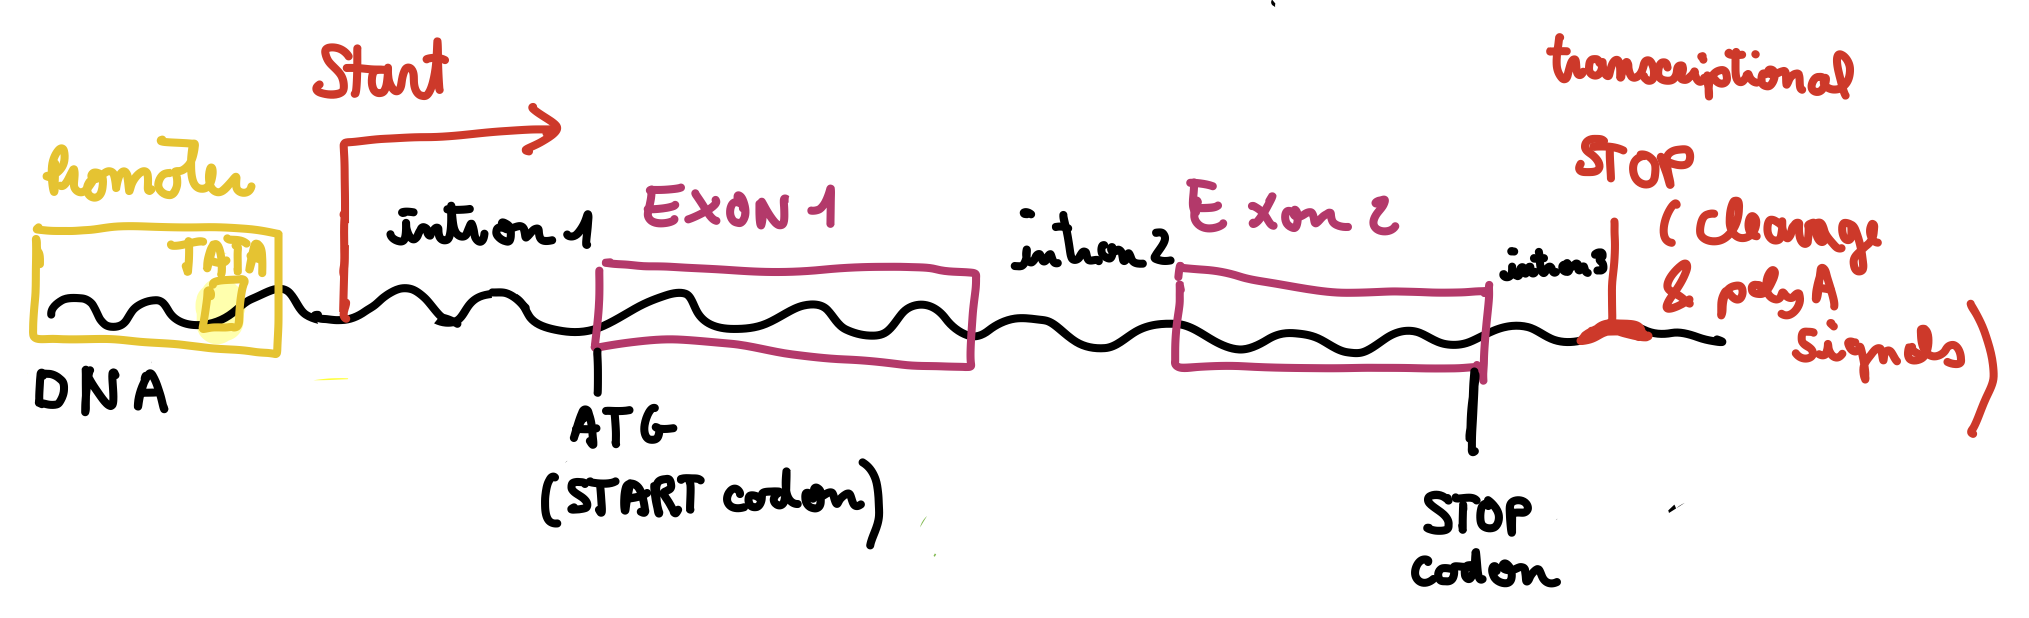 Start
transcriptional
STOP
(cleavage
& polyA
signals)
promoter
TATA
intron 1
EXON 1
intron 2
Exon 2
intron 3
DNA
ATG
(START codon)
STOP
codon